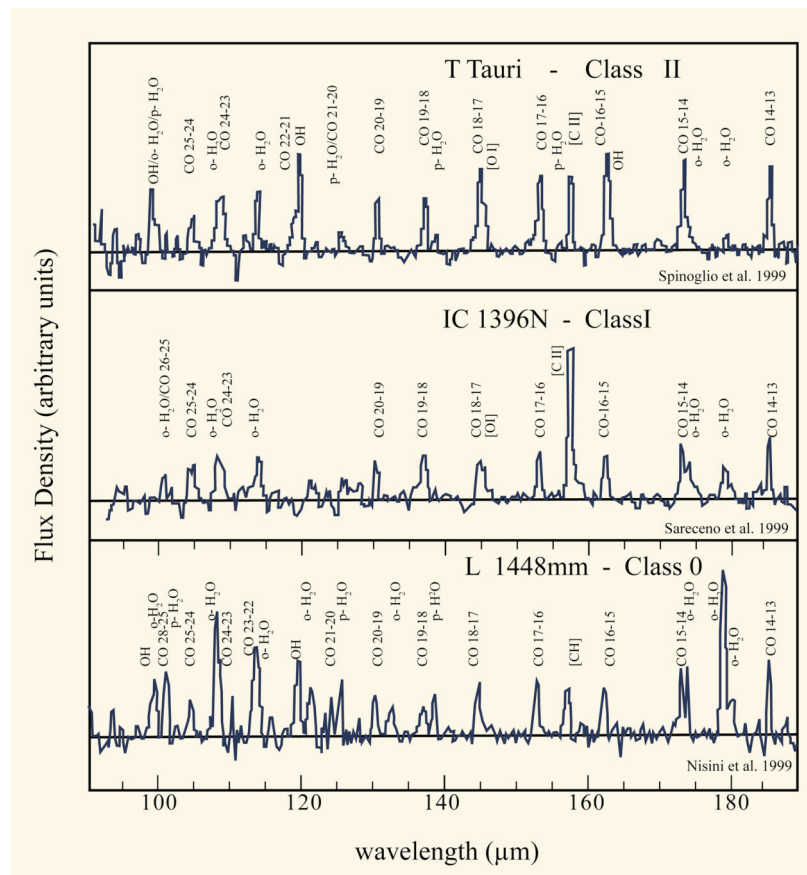 T Tauri - Class II
OH/o- H₂O/p- H₂O
CO 25-24
o- H₂O
CO 24-23
o- H₂O
CO 22-21
OH
p- H₂O/CO 21-20
CO 20-19
CO 19-18
p- H₂O
CO 18-17
[O I]
CO 17-16
p- H₂O
[C II]
CO-16-15
OH
CO 15-14
o- H₂O
o- H₂O
CO 14-13
Spinoglio et al. 1999
IC 1396N - ClassI
o- H₂O/CO 26-25
CO 25-24
o- H₂O
CO 24-23
o- H₂O
CO 20-19
CO 19-18
CO 18-17
[OI]
CO 17-16
[C II]
CO-16-15
CO 15-14
o- H₂O
o- H₂O
CO 14-13
Sareceno et al. 1999
L 1448mm - Class 0
OH
o- H₂O
CO 28-25
p- H₂O
CO 25-24
o- H₂O
CO 24-23
CO 23-22
o- H₂O
OH
o- H₂O
CO 21-20
p- H₂O
CO 20-19
o- H₂O
CO 19-18
p- H²O
CO 18-17
CO 17-16
[CH]
CO 16-15
CO 15-14
o- H₂O
o- H₂O
o- H₂O
CO 14-13
Nisini et al. 1999
Flux Density (arbitrary units)
100 120 140 160 180
wavelength (µm)